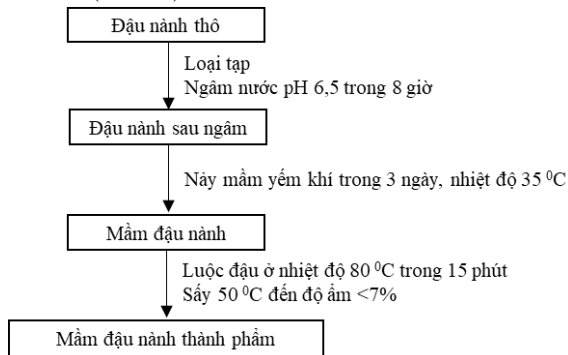 Đậu nành thô
Loại tạp
Ngâm nước pH 6,5 trong 8 giờ
Đậu nành sau ngâm
Nảy mầm yếm khí trong 3 ngày, nhiệt độ 35 ⁰C
Mầm đậu nành
Luộc đậu ở nhiệt độ 80 ⁰C trong 15 phút
Sấy 50 ⁰C đến độ ẩm <7%
Mầm đậu nành thành phẩm